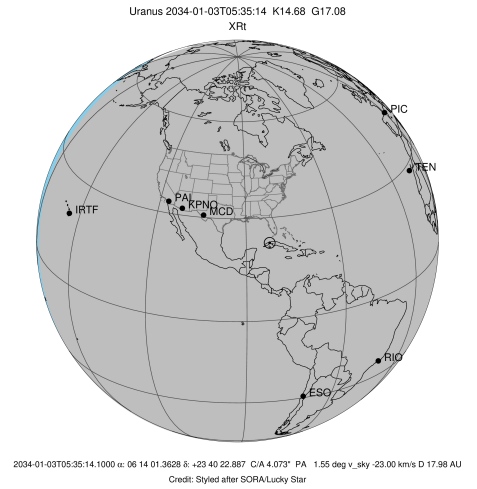 Uranus 2034-01-03T05:35:14 K14.68 G17.08
XRt
PIC
TEN
PAL
KPNO
MCD
IRTF
RIO
ESO
2034-01-03T05:35:14.1000 α: 06 14 01.3628 δ: +23 40 22.887 C/A 4.073" PA 1.55 deg v_sky -23.00 km/s D 17.98 AU
Credit: Styled after SORA/Lucky Star